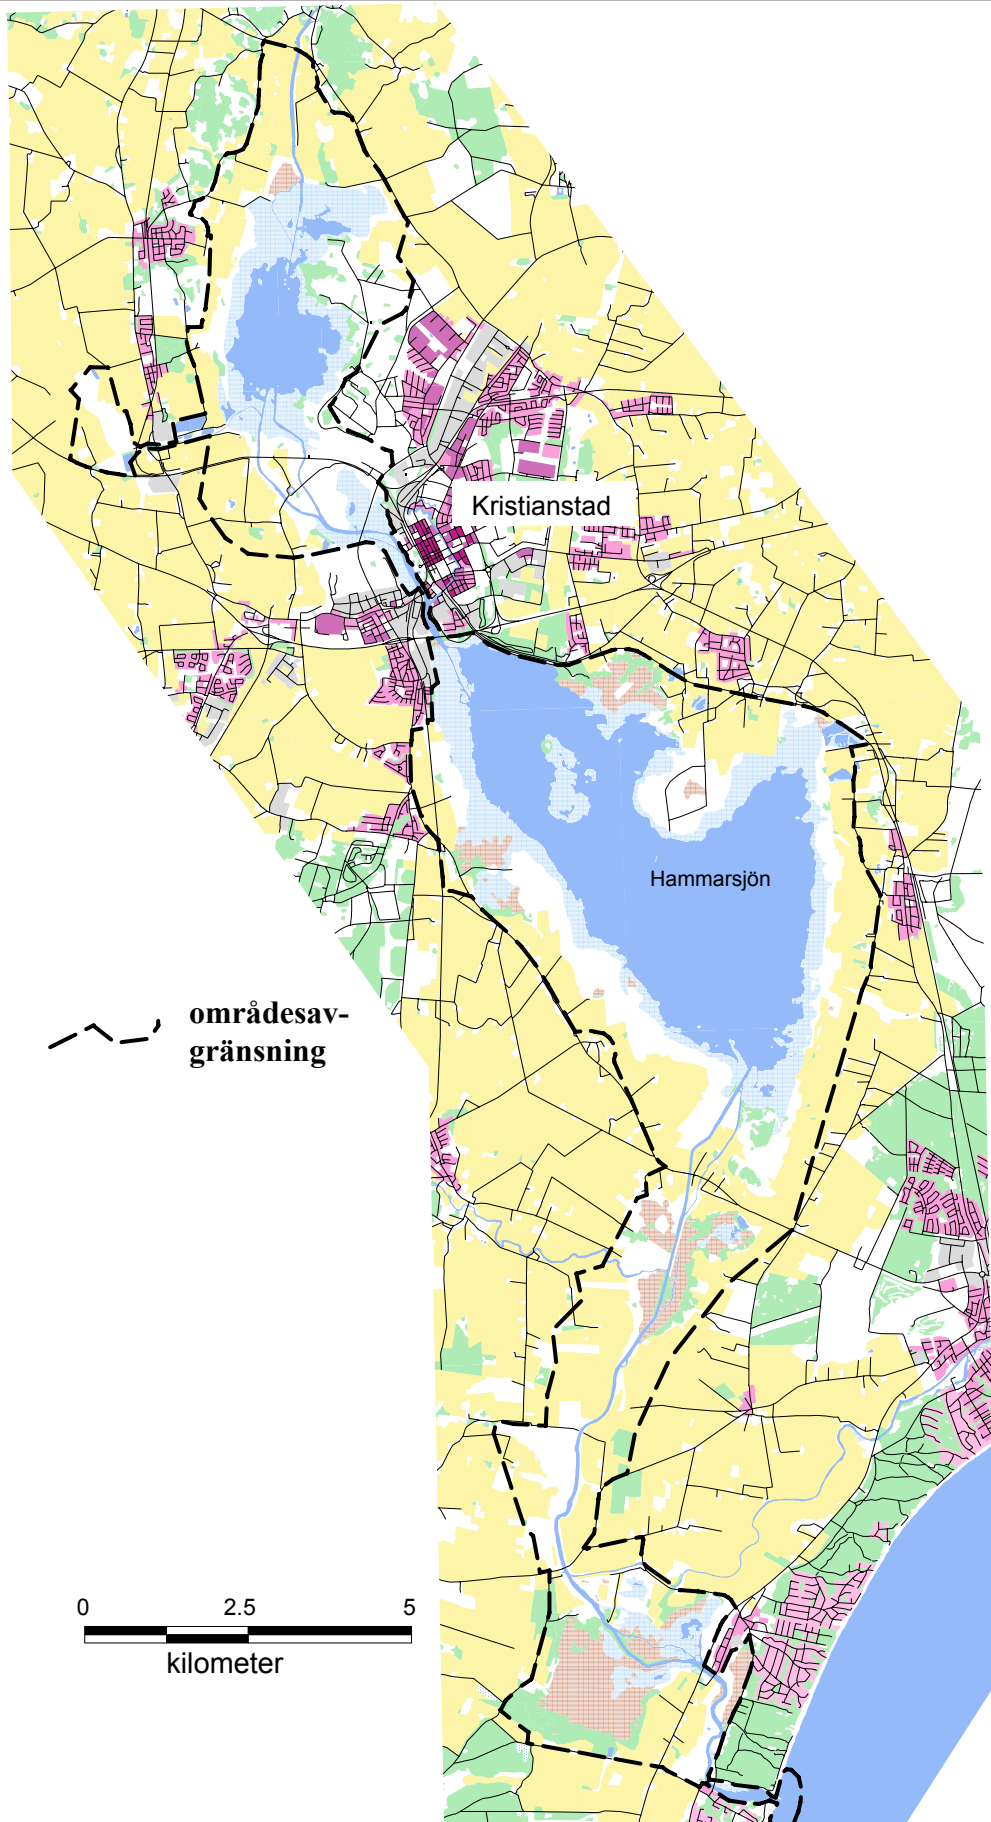 Kristianstad
Hammarsjön
områdesav-
gränsning
0 2.5 5
kilometer